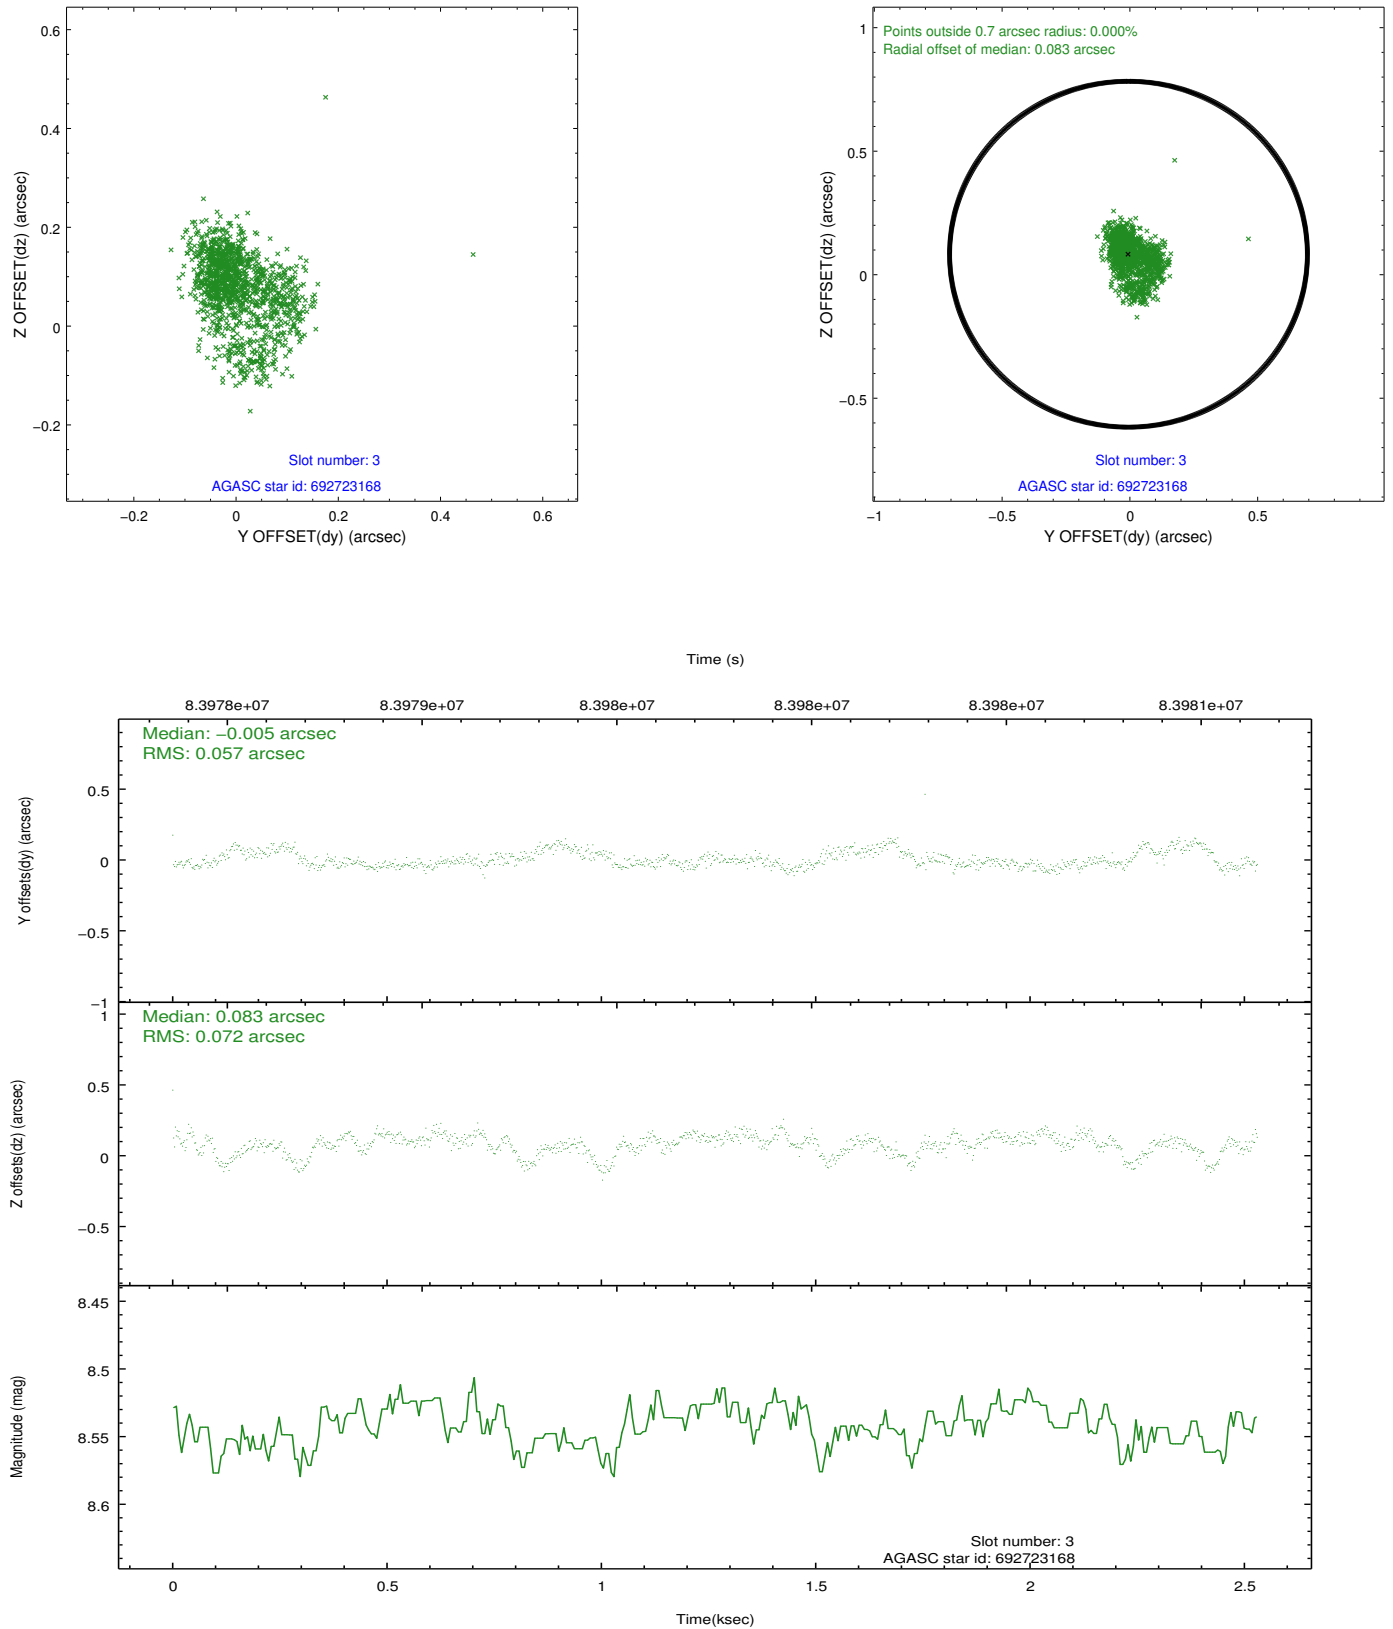 0.6
0.4
0.2
0
−0.2
Z OFFSET(dz) (arcsec)
Slot number: 3
AGASC star id: 692723168
−0.2 0 0.2 0.4 0.6
Y OFFSET(dy) (arcsec)
Points outside 0.7 arcsec radius: 0.000%
Radial offset of median: 0.083 arcsec
1
0.5
0
−0.5
Z OFFSET(dz) (arcsec)
Slot number: 3
AGASC star id: 692723168
−1 −0.5 0 0.5
Y OFFSET(dy) (arcsec)
Time (s)
8.3978e+07 8.3979e+07 8.398e+07 8.398e+07 8.398e+07 8.3981e+07
Median: −0.005 arcsec
RMS: 0.057 arcsec
0.5
0
−0.5
−1
Y offsets(dy) (arcsec)
Median: 0.083 arcsec
RMS: 0.072 arcsec
1
0.5
0
−0.5
Z offsets(dz) (arcsec)
8.45
8.5
8.55
8.6
Magnitude (mag)
Slot number: 3
AGASC star id: 692723168
0 0.5 1 1.5 2 2.5
Time(ksec)